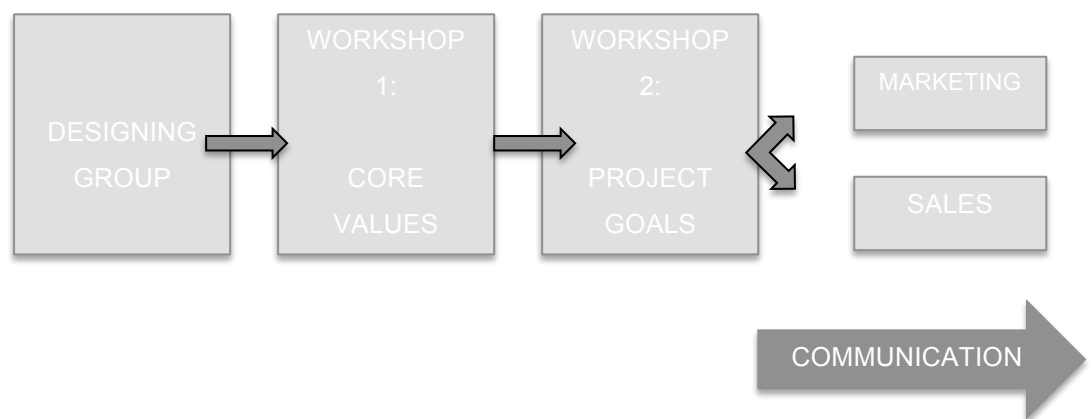 DESIGNING
GROUP
WORKSHOP
1:
CORE
VALUES
WORKSHOP
2:
PROJECT
GOALS
MARKETING
SALES
COMMUNICATION